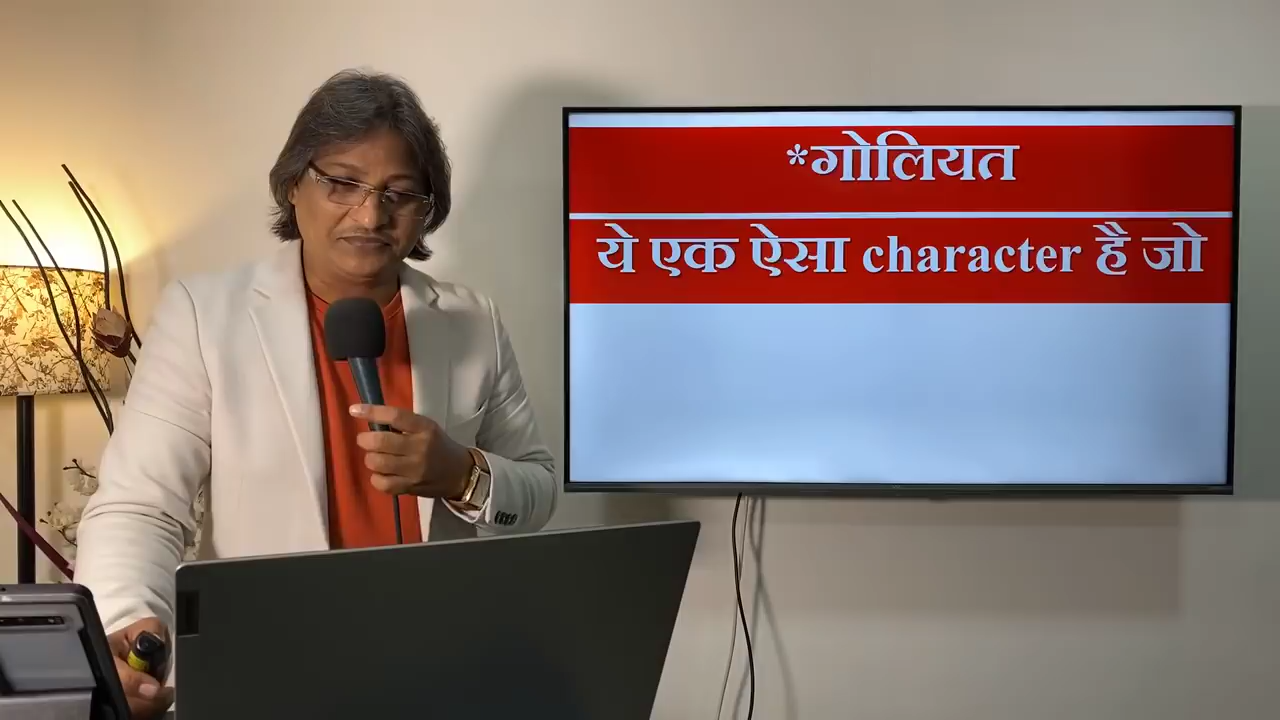 *गोलियत
ये एक ऐसा character है जो